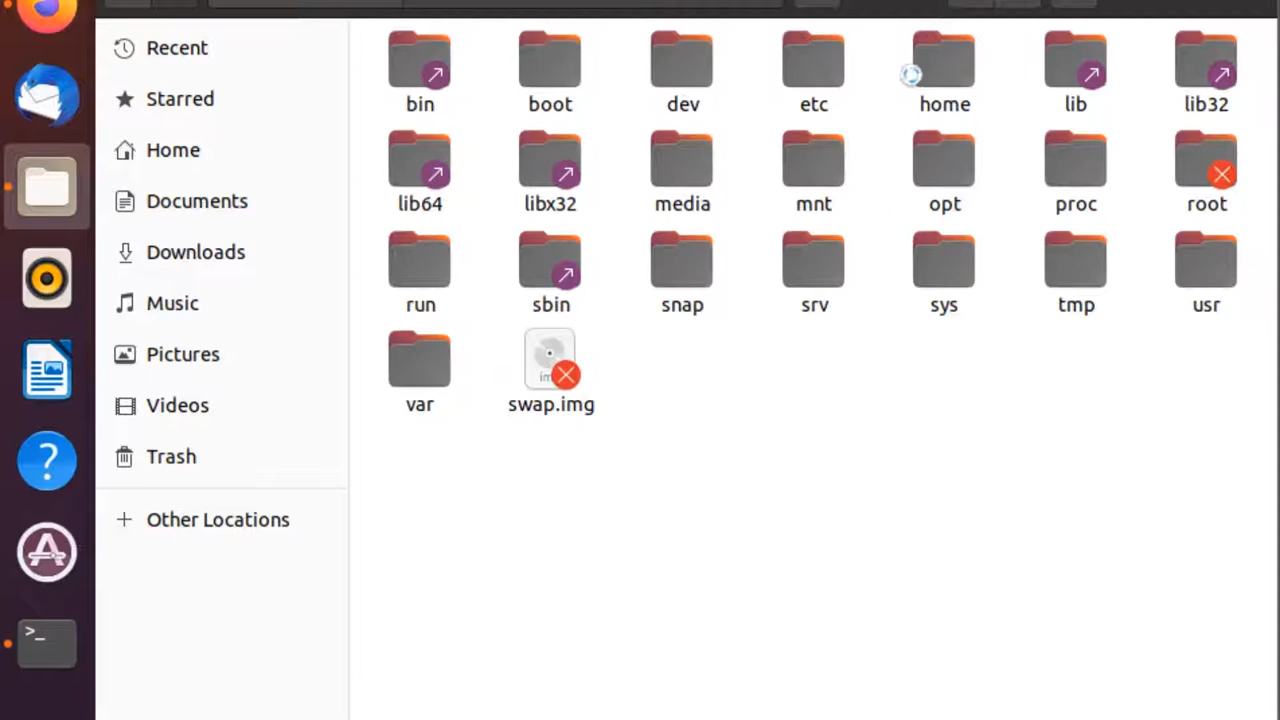 Recent
Starred
Home
Documents
Downloads
Music
Pictures
Videos
Trash
Other Locations
bin boot dev etc home lib lib32
lib64 libx32 media mnt opt proc root
run sbin snap srv sys tmp usr
var swap.img